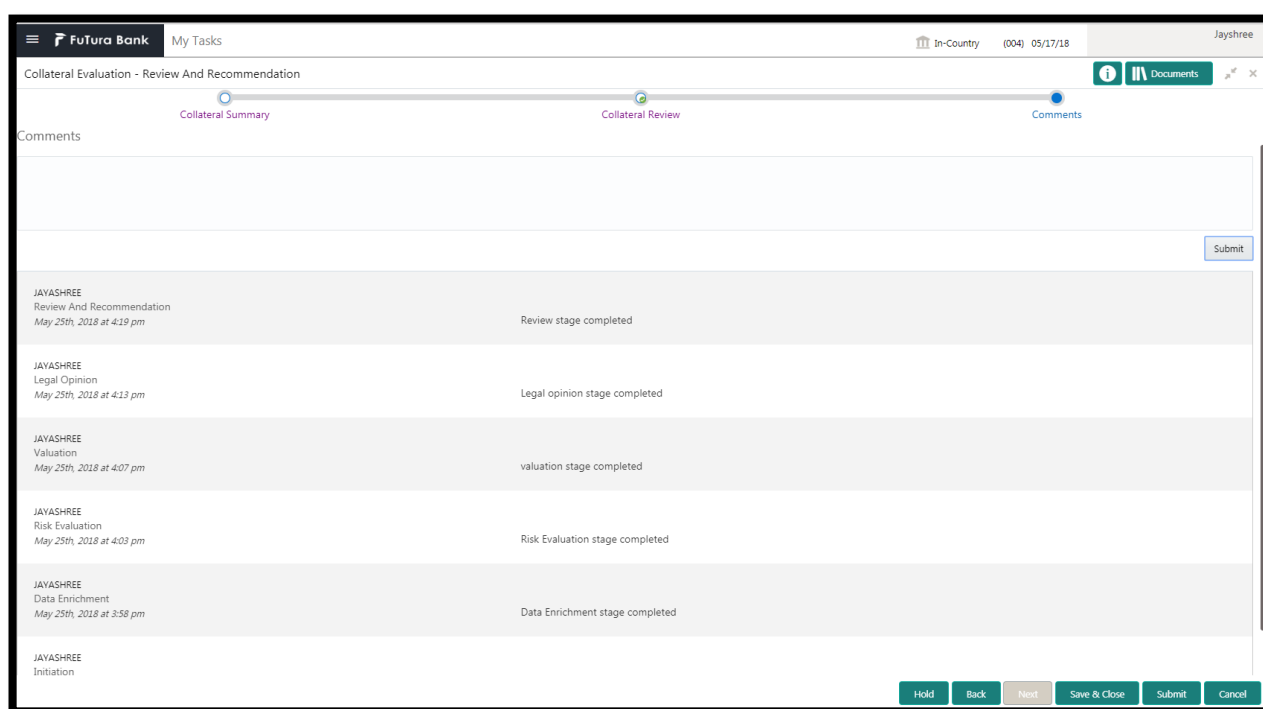 FuTura Bank My Tasks In-Country (004) 05/17/18 Jayshree
Collateral Evaluation - Review And Recommendation Documents
Collateral Summary Collateral Review Comments
Comments
Submit
JAYASHREE
Review And Recommendation
May 25th, 2018 at 4:19 pm Review stage completed
JAYASHREE
Legal Opinion
May 25th, 2018 at 4:13 pm Legal opinion stage completed
JAYASHREE
Valuation
May 25th, 2018 at 4:07 pm valuation stage completed
JAYASHREE
Risk Evaluation
May 25th, 2018 at 4:03 pm Risk Evaluation stage completed
JAYASHREE
Data Enrichment
May 25th, 2018 at 3:58 pm Data Enrichment stage completed
JAYASHREE
Initiation
Hold Back Next Save & Close Submit Cancel